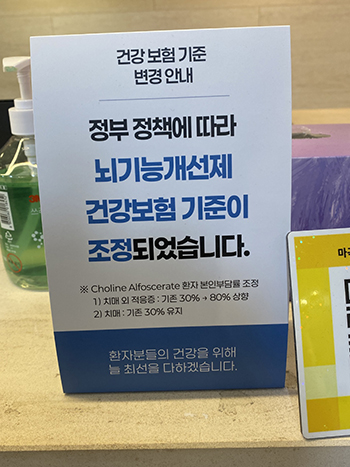 건강 보험 기준
변경 안내
정부 정책에 따라
뇌기능개선제
건강보험 기준이
조정되었습니다.
※ Choline Alfoscerate 환자 본인부담률 조정
1) 치매 외 적응증 : 기존 30% → 80% 상향
2) 치매 : 기존 30% 유지
환자분들의 건강을 위해
늘 최선을 다하겠습니다.